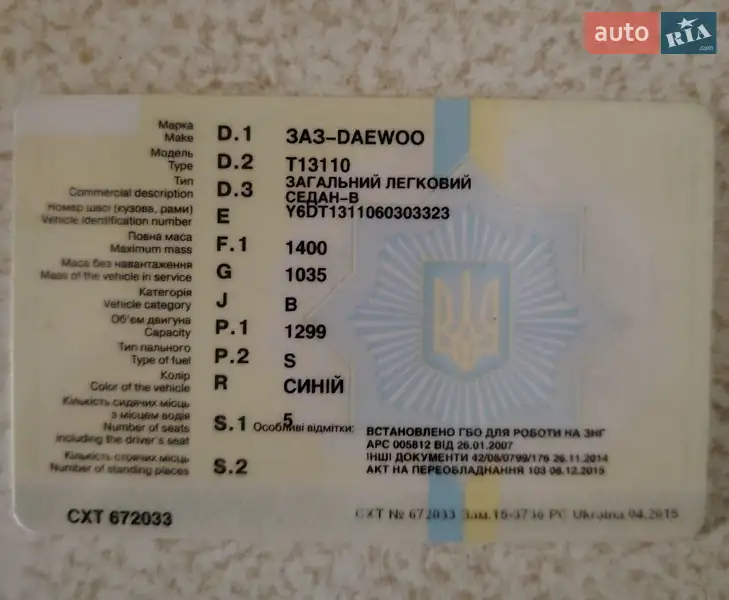 auto RIA .com
Марка D.1 ЗАЗ-DAEWOO
Make
Модель D.2 T13110
Type
Тип D.3 ЗАГАЛЬНИЙ ЛЕГКОВИЙ
Commercial description СЕДАН-В
Номер шасі (кузова, рами) E Y6DT1311060303323
Vehicle identification number
Повна маса F.1 1400
Maximum mass
Маса без навантаження G 1035
Mass of the vehicle in service
Категорія J B
Vehicle category
Об'єм двигуна P.1 1299
Capacity
Тип пального P.2 S
Type of fuel
Колір R СИНІЙ
Color of the vehicle
Кількість сидячих місць
з місцем водія S.1 5
Number of seats Особливі відмітки: ВСТАНОВЛЕНО ГБО ДЛЯ РОБОТИ НА ЗНГ
including the driver's seat АРС 005812 ВІД 26.01.2007
Кількість стоячих місць S.2 ІНШІ ДОКУМЕНТИ 42/08/0799/176 26.11.2014
Number of standing places АКТ НА ПЕРЕОБЛАДНАННЯ 103 06.12.2015
СХТ 672033 СХТ № 672033 Зам.15-3736 РС Ukraina 04.2015